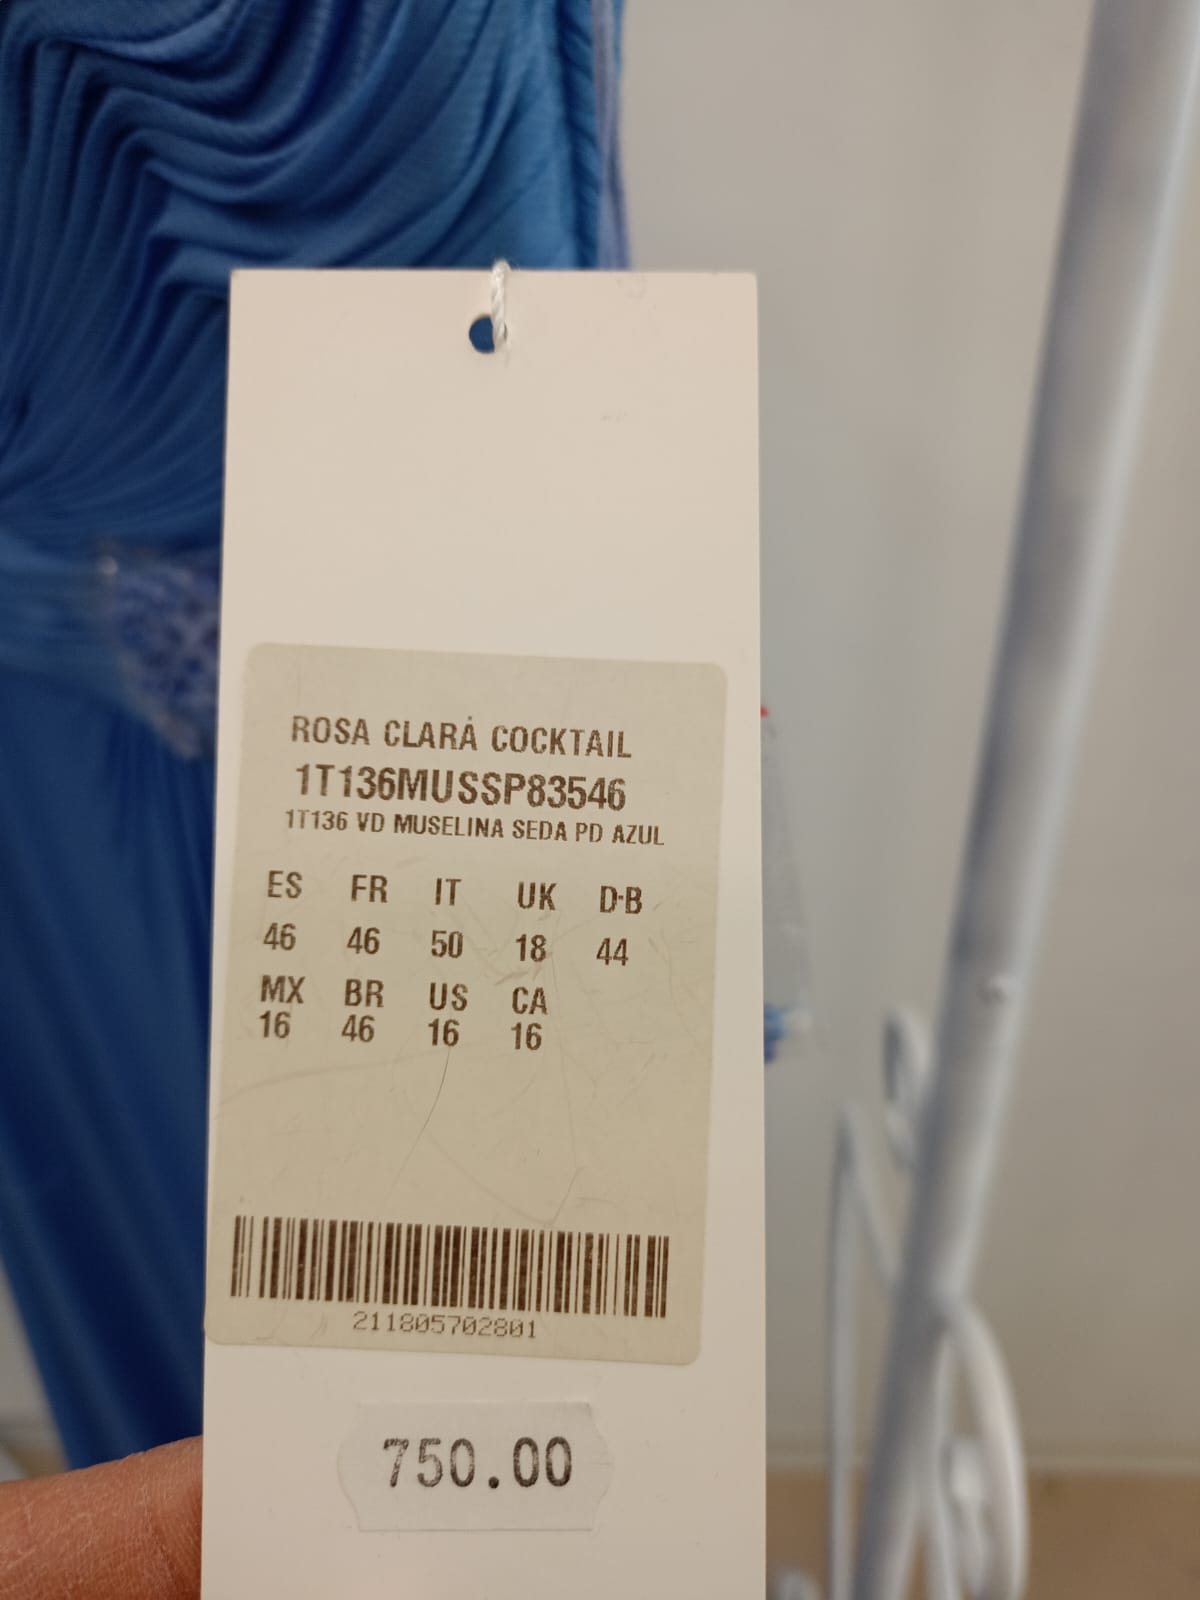 ROSA CLARÁ COCKTAIL
1T136MUSSP83546
1T136 VD MUSELINA SEDA PD AZUL
ES FR IT UK D-B
46 46 50 18 44
MX BR US CA
16 46 16 16
211805702801
750.00